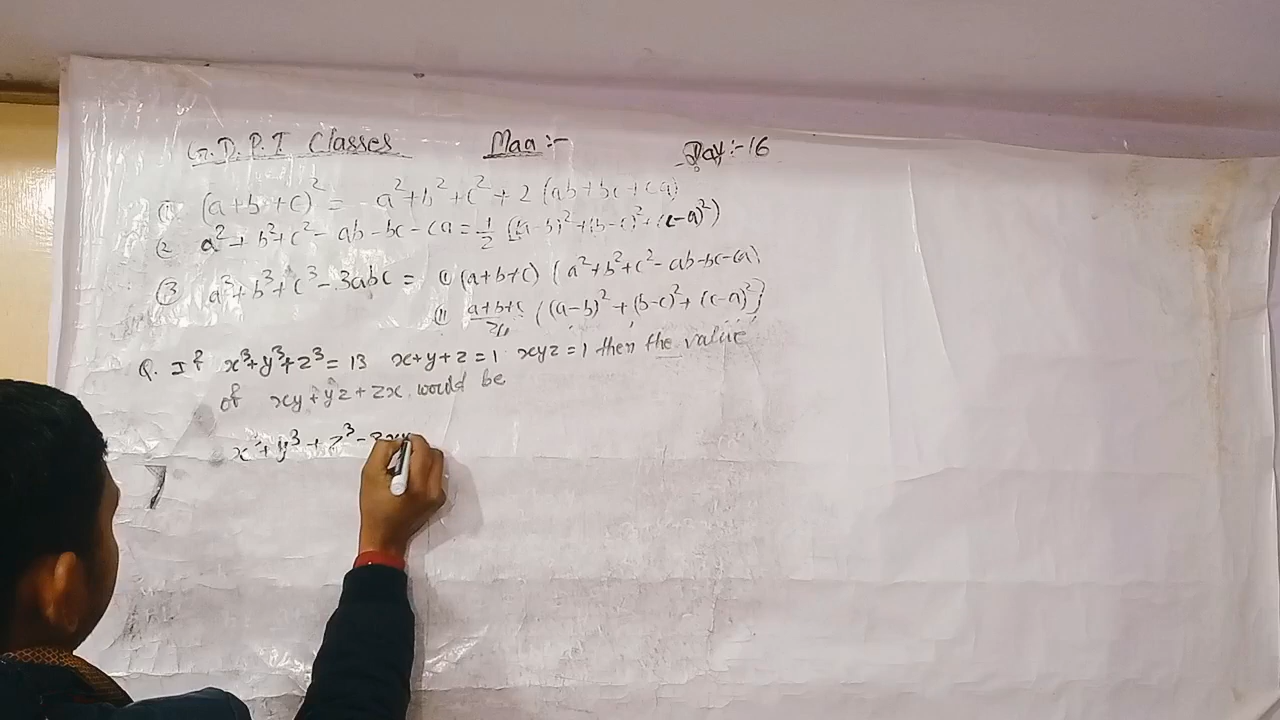 G.D.P.I Classes Maa:- Day:-16
① (a+b+c)² = a²+b²+c²+2 (ab+bc+ca)
② a²+b²+c²-ab-bc-ca = 1/2 [(a-b)²+(b-c)²+(c-a)²)
③ a³+b³+c³-3abc = (i) (a+b+c) (a²+b²+c²-ab-bc-ca)
(ii) a+b+c/2 {(a-b)²+(b-c)²+(c-a)²}
Q. If x³+y³+z³=13 x+y+z=1 xyz=1 then the value
of xy+yz+zx would be
x³+y³+z³-3xy